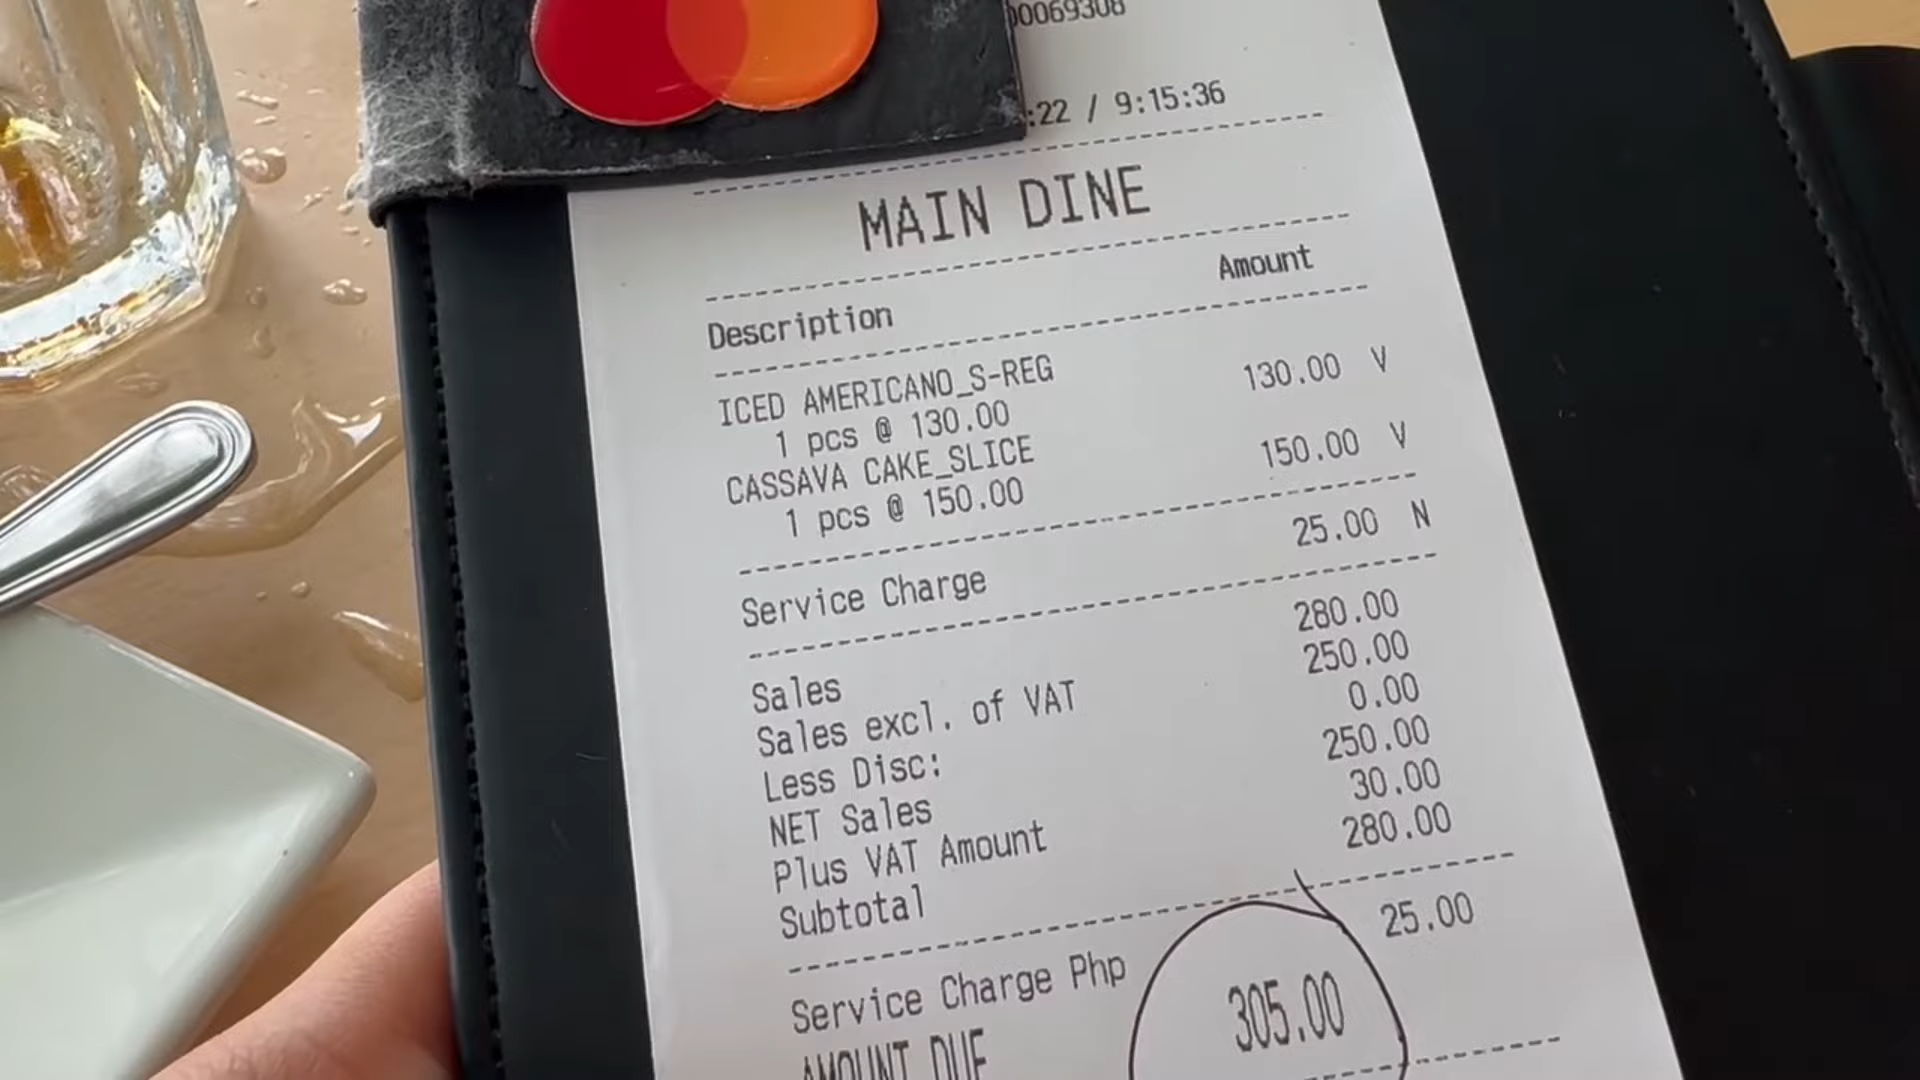 00069308
:22 / 9:15:36
MAIN DINE
Description Amount
ICED AMERICANO_S-REG 130.00 V
1 pcs @ 130.00
CASSAVA CAKE_SLICE 150.00 V
1 pcs @ 150.00
Service Charge 25.00 N
Sales 280.00
Sales excl. of VAT 250.00
Less Disc: 0.00
NET Sales 250.00
Plus VAT Amount 30.00
Subtotal 280.00
Service Charge Php 25.00
AMOUNT DUE 305.00